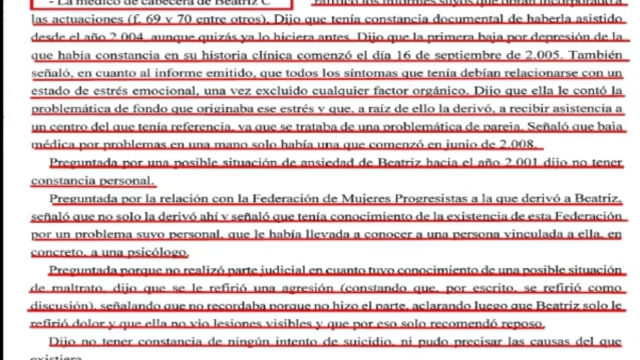 - La médico de cabecera de Beatriz C ratificó los informes suyos que obran incorporado a
las actuaciones (f. 69 y 70 entre otros). Dijo que tenía constancia documental de haberla asistido
desde el año 2.004, aunque quizás ya lo hiciera antes. Dijo que la primera baja por depresión de la
que había constancia en su historia clínica comenzó el día 16 de septiembre de 2.005. También
señaló, en cuanto al informe emitido, que todos los síntomas que tenía debían relacionarse con un
estado de estrés emocional, una vez excluido cualquier factor orgánico. Dijo que ella le contó la
problemática de fondo que originaba ese estrés y que, a raíz de ello la derivó, a recibir asistencia a
un centro del que tenía referencia, ya que se trataba de una problemática de pareja. Señaló que baja
médica por problemas en una mano solo había una que comenzó en junio de 2.008.
Preguntada por una posible situación de ansiedad de Beatriz hacia el año 2.001 dijo no tener
constancia personal.
Preguntada por la relación con la Federación de Mujeres Progresistas a la que derivó a Beatriz,
señaló que no solo la derivó ahí y señaló que tenía conocimiento de la existencia de esta Federación
por un problema suyo personal, que le había llevado a conocer a una persona vinculada a ella, en
concreto, a un psicólogo.
Preguntada porque no realizó parte judicial en cuanto tuvo conocimiento de una posible situación
de maltrato, dijo que se le refirió una agresión (constando que, por escrito, se refirió como
discusión), señalando que no recordaba porque no hizo el parte, aclarando luego que Beatriz solo le
refirió dolor y que ella no vio lesiones visibles y que por eso solo recomendó reposo.
Dijo no tener constancia de ningún intento de suicidio, ni pudo precisar las causas del que
existiera